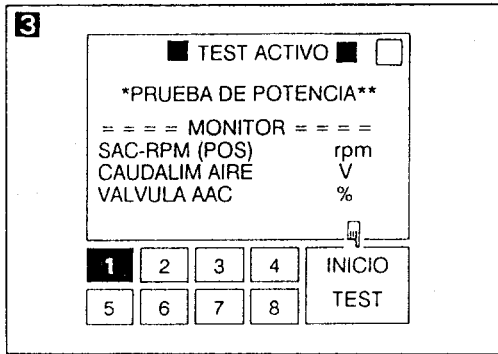 3
■ TEST ACTIVO ■ □
*PRUEBA DE POTENCIA**
= = = = MONITOR = = = =
SAC-RPM (POS) rpm
CAUDALIM AIRE V
VALVULA AAC %
1 2 3 4 INICIO
5 6 7 8 TEST